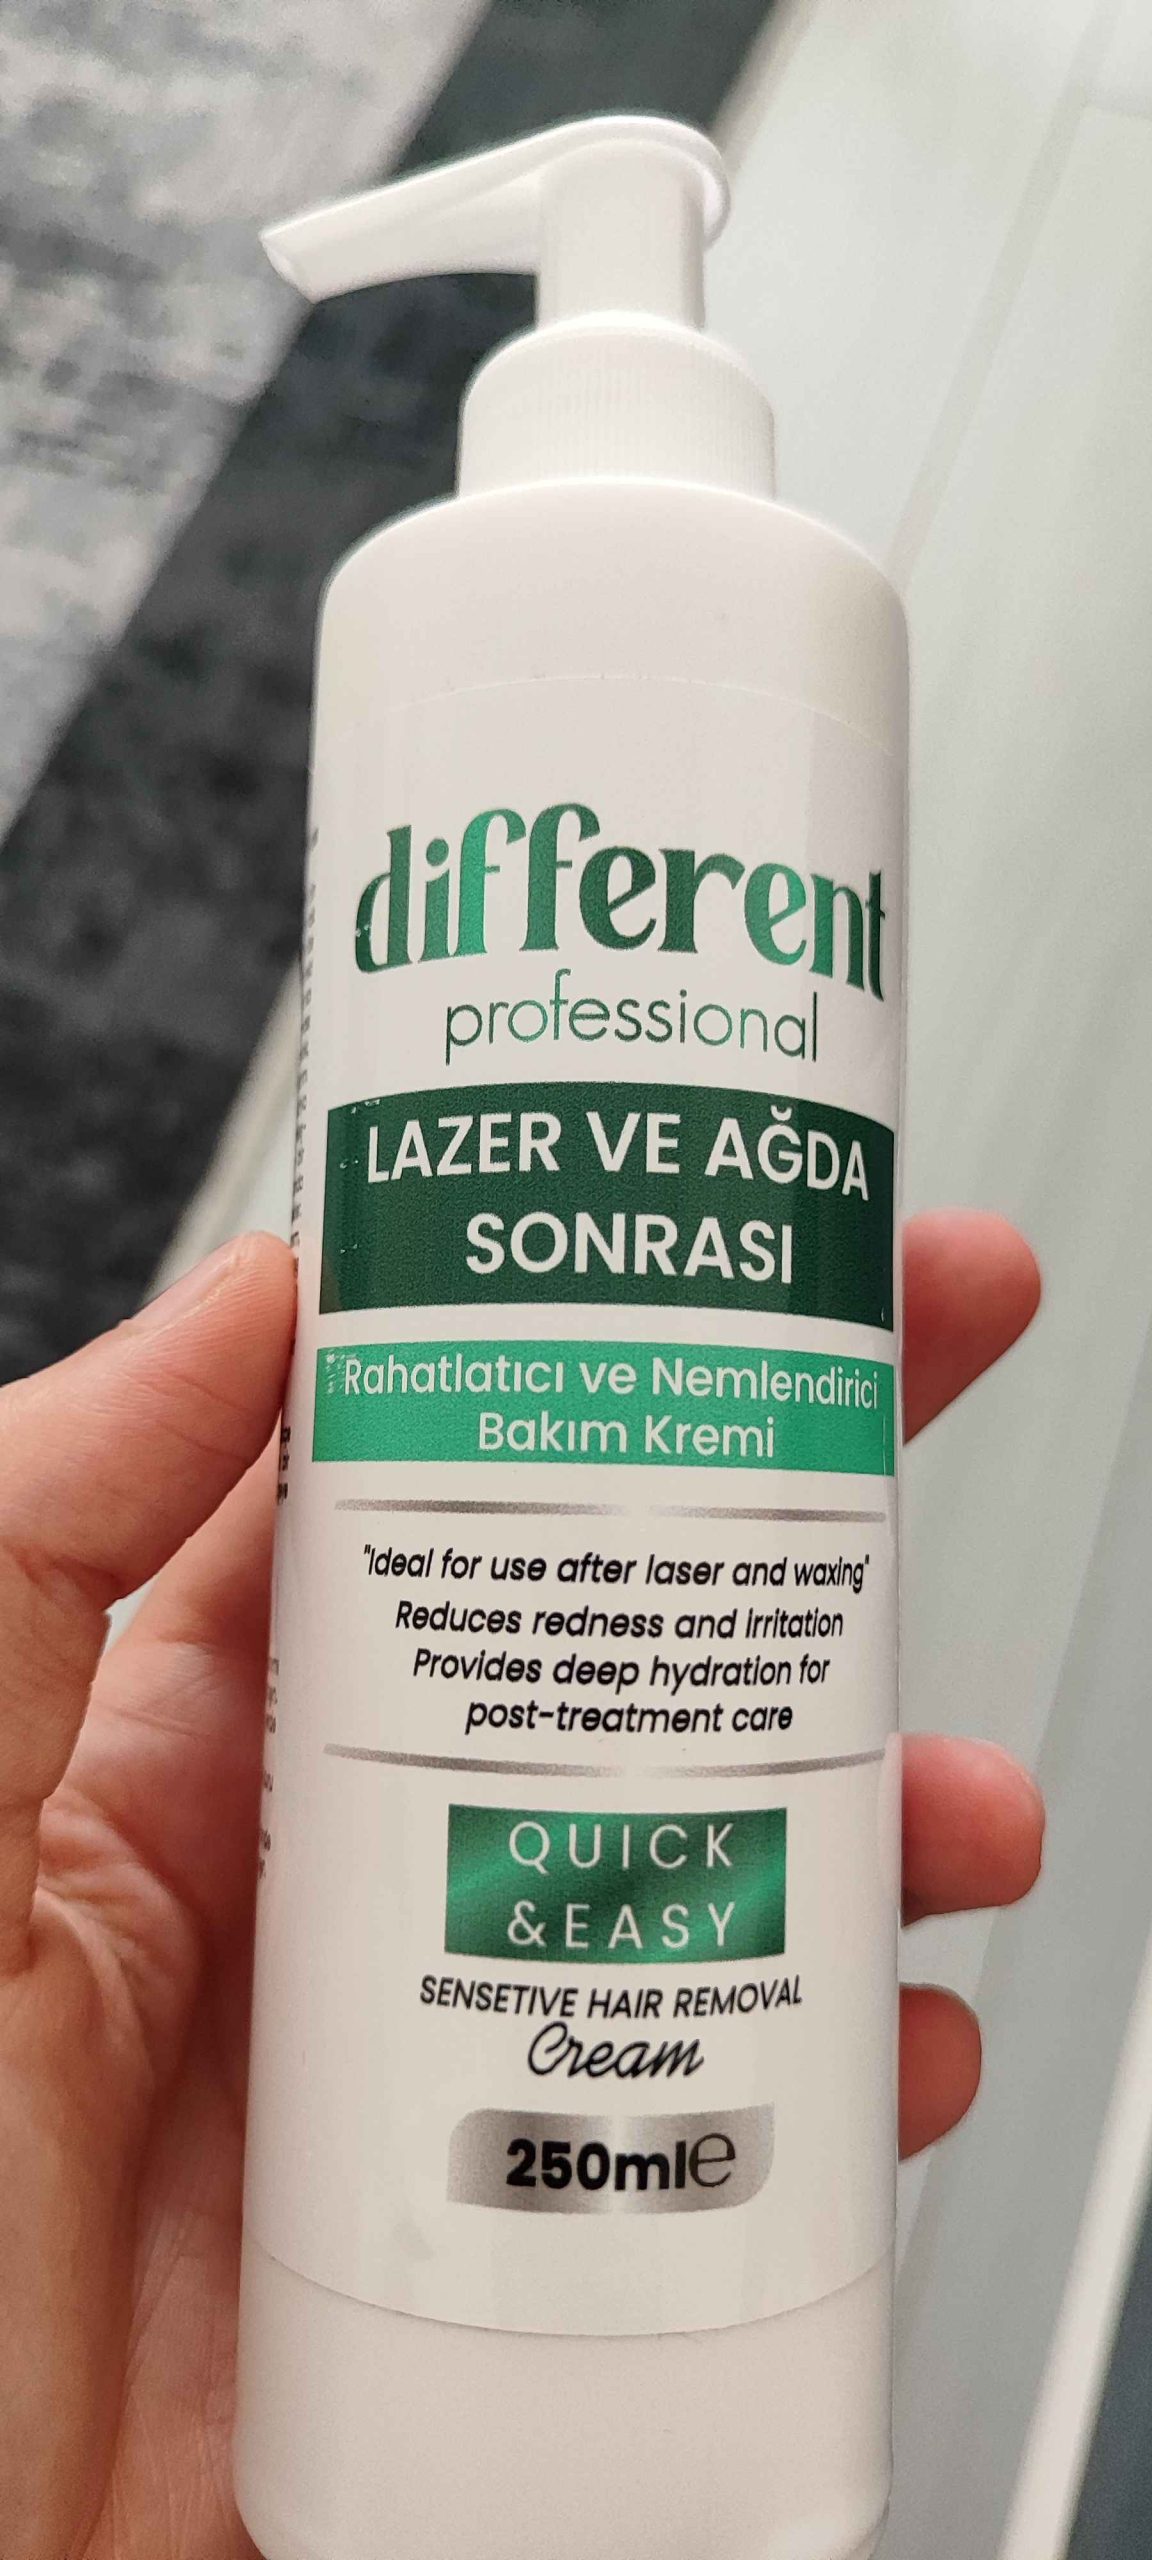 different
professional
LAZER VE AĞDA
SONRASI
Rahatlatıcı ve Nemlendirici
Bakım Kremi
"Ideal for use after laser and waxing"
Reduces redness and irritation
Provides deep hydration for
post-treatment care
QUICK
&EASY
SENSETIVE HAIR REMOVAL
Cream
250ml℮